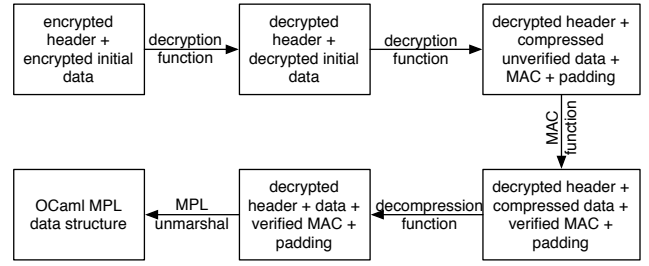 encrypted
header +
encrypted initial
data
decryption
function
decrypted
header +
decrypted initial
data
decryption
function
decrypted header +
compressed
unverified data +
MAC + padding
MAC
function
decrypted header +
compressed data +
verified MAC +
padding
decompression
function
decrypted
header + data +
verified MAC +
padding
MPL
unmarshal
OCaml MPL
data structure